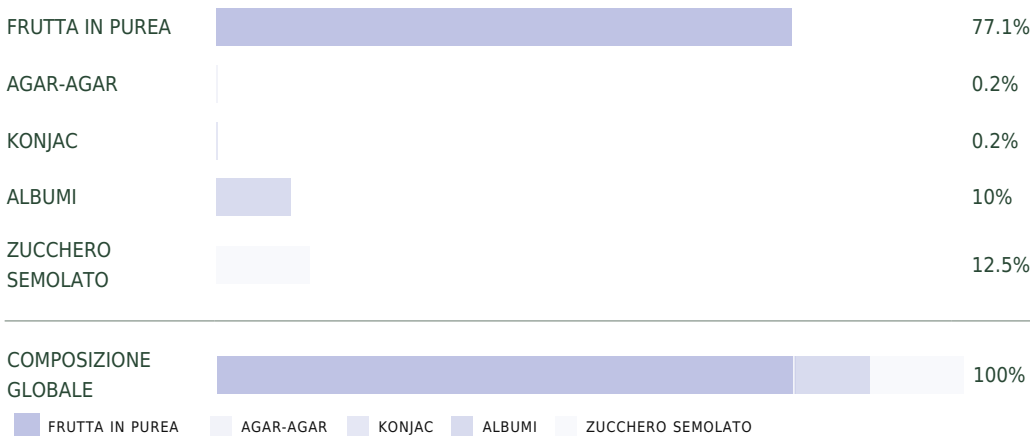 FRUTTA IN PUREA 77.1%
AGAR-AGAR 0.2%
KONJAC 0.2%
ALBUMI 10%
ZUCCHERO
SEMOLATO 12.5%
COMPOSIZIONE
GLOBALE 100%
FRUTTA IN PUREA AGAR-AGAR KONJAC ALBUMI ZUCCHERO SEMOLATO